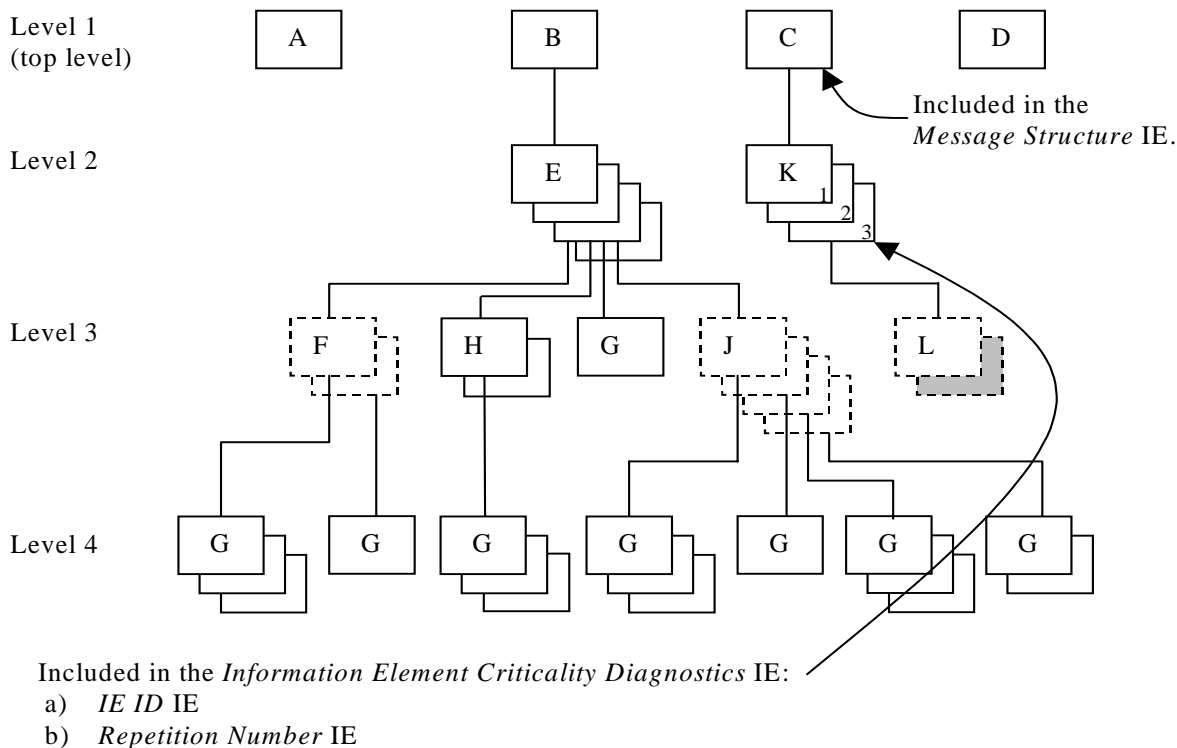 Level 1
(top level)
A
B
C
D
Included in the
Message Structure IE.
Level 2
E
K
1
2
3
Level 3
F
H
G
J
L
Level 4
G
G
G
G
G
G
G
Included in the Information Element Criticality Diagnostics IE:
a) IE ID IE
b) Repetition Number IE